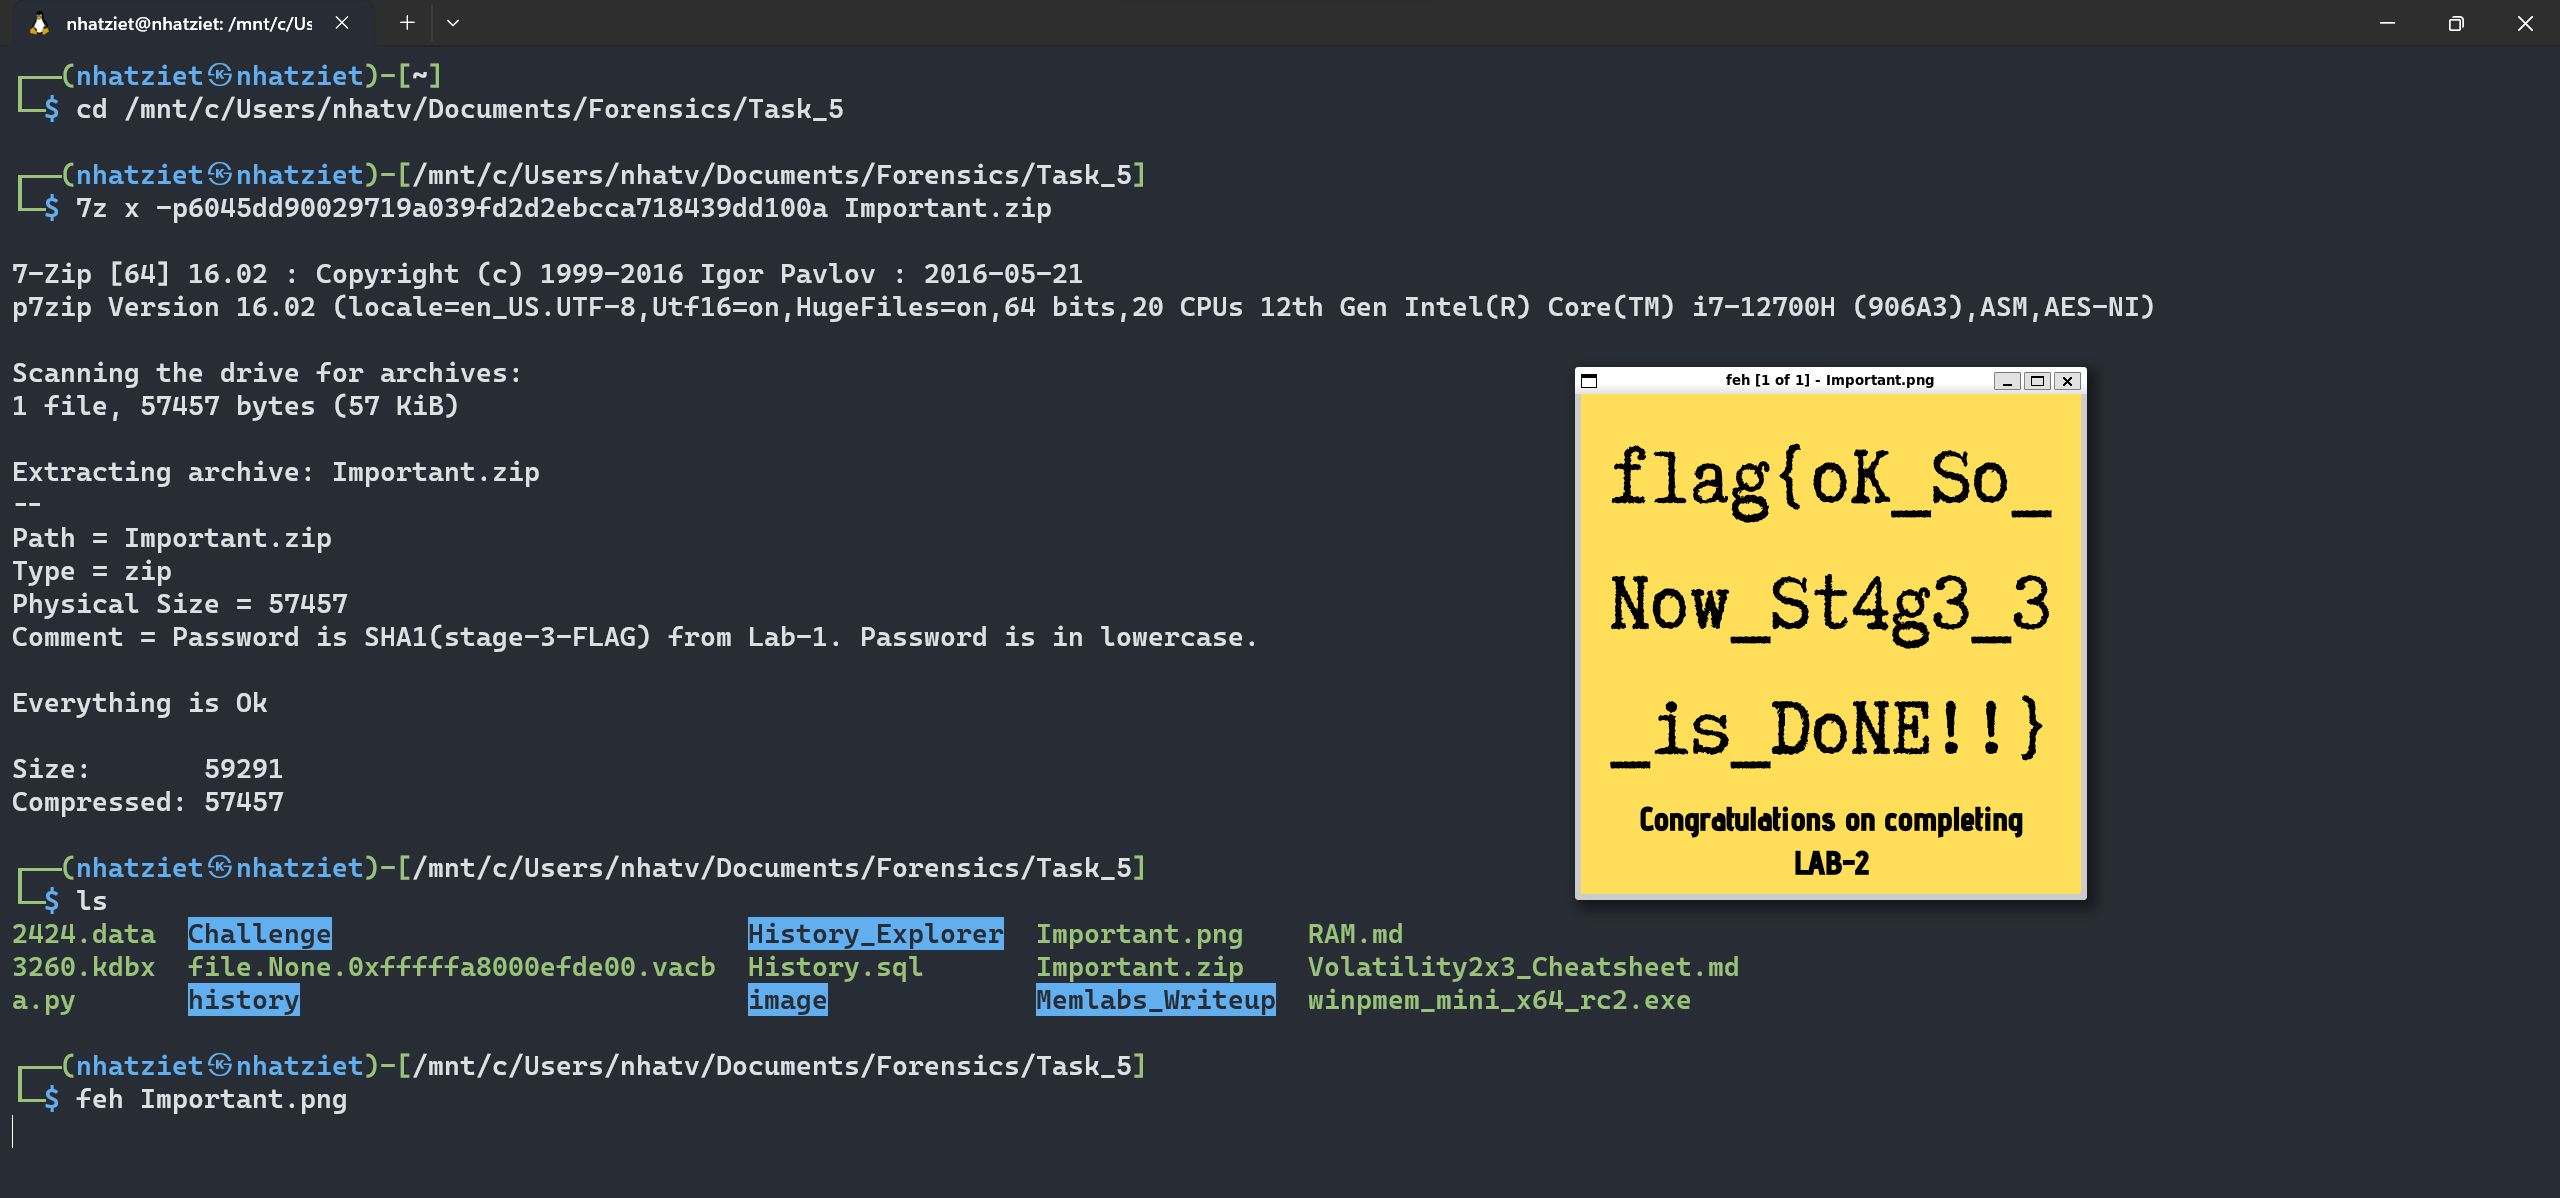 nhatziet@nhatziet: /mnt/c/Us
┌──(nhatziet㉿nhatziet)-[~]
└─$ cd /mnt/c/Users/nhatv/Documents/Forensics/Task_5
┌──(nhatziet㉿nhatziet)-[/mnt/c/Users/nhatv/Documents/Forensics/Task_5]
└─$ 7z x -p6045dd90029719a039fd2d2ebcca718439dd100a Important.zip
7-Zip [64] 16.02 : Copyright (c) 1999-2016 Igor Pavlov : 2016-05-21
p7zip Version 16.02 (locale=en_US.UTF-8,Utf16=on,HugeFiles=on,64 bits,20 CPUs 12th Gen Intel(R) Core(TM) i7-12700H (906A3),ASM,AES-NI)
Scanning the drive for archives:
1 file, 57457 bytes (57 KiB)
Extracting archive: Important.zip
--
Path = Important.zip
Type = zip
Physical Size = 57457
Comment = Password is SHA1(stage-3-FLAG) from Lab-1. Password is in lowercase.
Everything is Ok
Size:       59291
Compressed: 57457
┌──(nhatziet㉿nhatziet)-[/mnt/c/Users/nhatv/Documents/Forensics/Task_5]
└─$ ls
2424.data  Challenge                           History_Explorer  Important.png    RAM.md
3260.kdbx  file.None.0xfffffa8000efde00.vacb  History.sql       Important.zip    Volatility2x3_Cheatsheet.md
a.py       history                            image             Memlabs_Writeup  winpmem_mini_x64_rc2.exe
┌──(nhatziet㉿nhatziet)-[/mnt/c/Users/nhatv/Documents/Forensics/Task_5]
└─$ feh Important.png
feh [1 of 1] - Important.png
flag{oK_So_
Now_St4g3_3
_is_DoNE!!}
Congratulations on completing
LAB-2